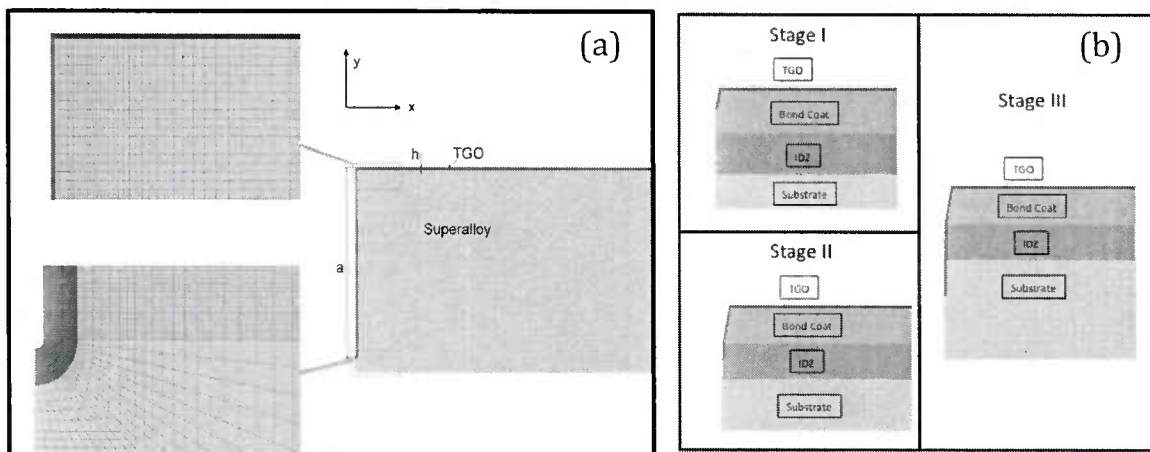 (a)
y
x
h
TGO
Superalloy
a
(b)
Stage I
TGO
Bond Coat
IDZ
Substrate
Stage II
TGO
Bond Coat
IDZ
Substrate
Stage III
TGO
Bond Coat
IDZ
Substrate